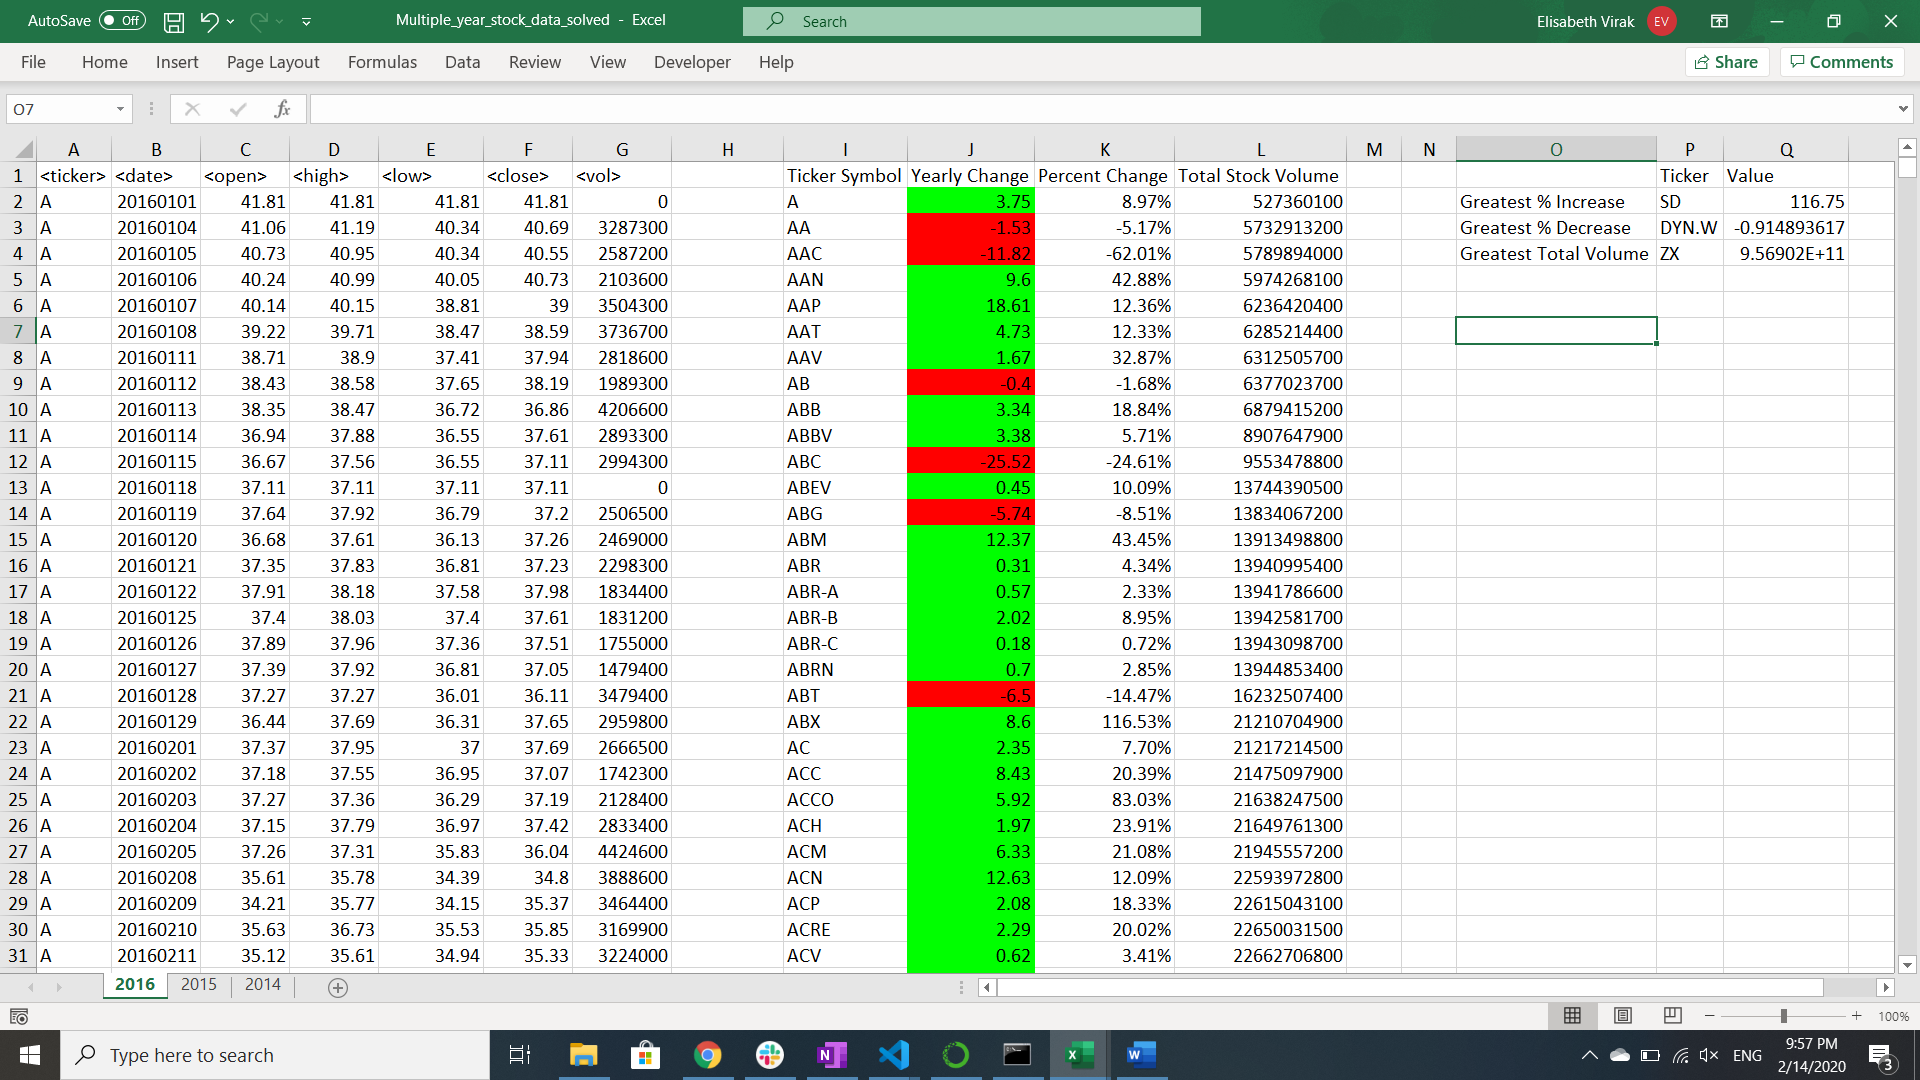 AutoSave Off Multiple_year_stock_data_solved - Excel Search Elisabeth Virak EV
File Home Insert Page Layout Formulas Data Review View Developer Help Share Comments
O7 fx
A B C D E F G H I J K L M N O P Q
1 <ticker> <date> <open> <high> <low> <close> <vol> Ticker Symbol Yearly Change Percent Change Total Stock Volume Ticker Value
2 A 20160101 41.81 41.81 41.81 41.81 0 A 3.75 8.97% 527360100 Greatest % Increase SD 116.75
3 A 20160104 41.06 41.19 40.34 40.69 3287300 AA -1.53 -5.17% 5732913200 Greatest % Decrease DYN.W -0.914893617
4 A 20160105 40.73 40.95 40.34 40.55 2587200 AAC -11.82 -62.01% 5789894000 Greatest Total Volume ZX 9.56902E+11
5 A 20160106 40.24 40.99 40.05 40.73 2103600 AAN 9.6 42.88% 5974268100
6 A 20160107 40.14 40.15 38.81 39 3504300 AAP 18.61 12.36% 6236420400
7 A 20160108 39.22 39.71 38.47 38.59 3736700 AAT 4.73 12.33% 6285214400
8 A 20160111 38.71 38.9 37.41 37.94 2818600 AAV 1.67 32.87% 6312505700
9 A 20160112 38.43 38.58 37.65 38.19 1989300 AB -0.4 -1.68% 6377023700
10 A 20160113 38.35 38.47 36.72 36.86 4206600 ABB 3.34 18.84% 6879415200
11 A 20160114 36.94 37.88 36.55 37.61 2893300 ABBV 3.38 5.71% 8907647900
12 A 20160115 36.67 37.56 36.55 37.11 2994300 ABC -25.52 -24.61% 9553478800
13 A 20160118 37.11 37.11 37.11 37.11 0 ABEV 0.45 10.09% 13744390500
14 A 20160119 37.64 37.92 36.79 37.2 2506500 ABG -5.74 -8.51% 13834067200
15 A 20160120 36.68 37.61 36.13 37.26 2469000 ABM 12.37 43.45% 13913498800
16 A 20160121 37.35 37.83 36.81 37.23 2298300 ABR 0.31 4.34% 13940995400
17 A 20160122 37.91 38.18 37.58 37.98 1834400 ABR-A 0.57 2.33% 13941786600
18 A 20160125 37.4 38.03 37.4 37.61 1831200 ABR-B 2.02 8.95% 13942581700
19 A 20160126 37.89 37.96 37.36 37.51 1755000 ABR-C 0.18 0.72% 13943098700
20 A 20160127 37.39 37.92 36.81 37.05 1479400 ABRN 0.7 2.85% 13944853400
21 A 20160128 37.27 37.27 36.01 36.11 3479400 ABT -6.5 -14.47% 16232507400
22 A 20160129 36.44 37.69 36.31 37.65 2959800 ABX 8.6 116.53% 21210704900
23 A 20160201 37.37 37.95 37 37.69 2666500 AC 2.35 7.70% 21217214500
24 A 20160202 37.18 37.55 36.95 37.07 1742300 ACC 8.43 20.39% 21475097900
25 A 20160203 37.27 37.36 36.29 37.19 2128400 ACCO 5.92 83.03% 21638247500
26 A 20160204 37.15 37.79 36.97 37.42 2833400 ACH 1.97 23.91% 21649761300
27 A 20160205 37.26 37.31 35.83 36.04 4424600 ACM 6.33 21.08% 21945557200
28 A 20160208 35.61 35.78 34.39 34.8 3888600 ACN 12.63 12.09% 22593972800
29 A 20160209 34.21 35.77 34.15 35.37 3464400 ACP 2.08 18.33% 22615043100
30 A 20160210 35.63 36.73 35.53 35.85 3169900 ACRE 2.29 20.02% 22650031500
31 A 20160211 35.12 35.61 34.94 35.33 3224000 ACV 0.62 3.41% 22662706800
2016 2015 2014
100%
Type here to search ENG 9:57 PM
2/14/2020 3